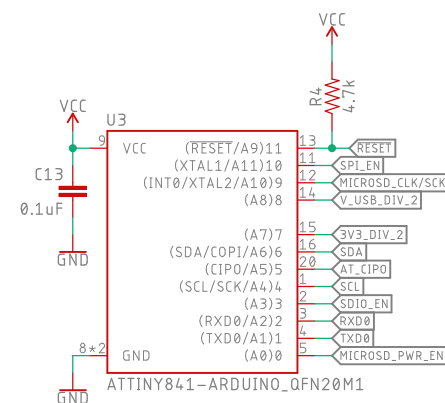 VCC
R4
4.7k
VCC
U3
9 VCC (RESET/A9)11 13 RESET
(XTAL1/A11)10 11 SPI_EN
C13 (INT0/XTAL2/A10)9 12 MICROSD_CLK/SCK
0.1uF (A8)8 14 V_USB_DIV_2
(A7)7 15 3V3_DIV_2
GND (SDA/COPI/A6)6 16 SDA
(CIPO/A5)5 20 AT_CIPO
(SCL/SCK/A4)4 1 SCL
(A3)3 2 SDIO_EN
(RXD0/A2)2 3 RXD0
(TXD0/A1)1 4 TXD0
8*2 GND (A0)0 5 MICROSD_PWR_EN
ATTINY841-ARDUINO_QFN20M1
GND